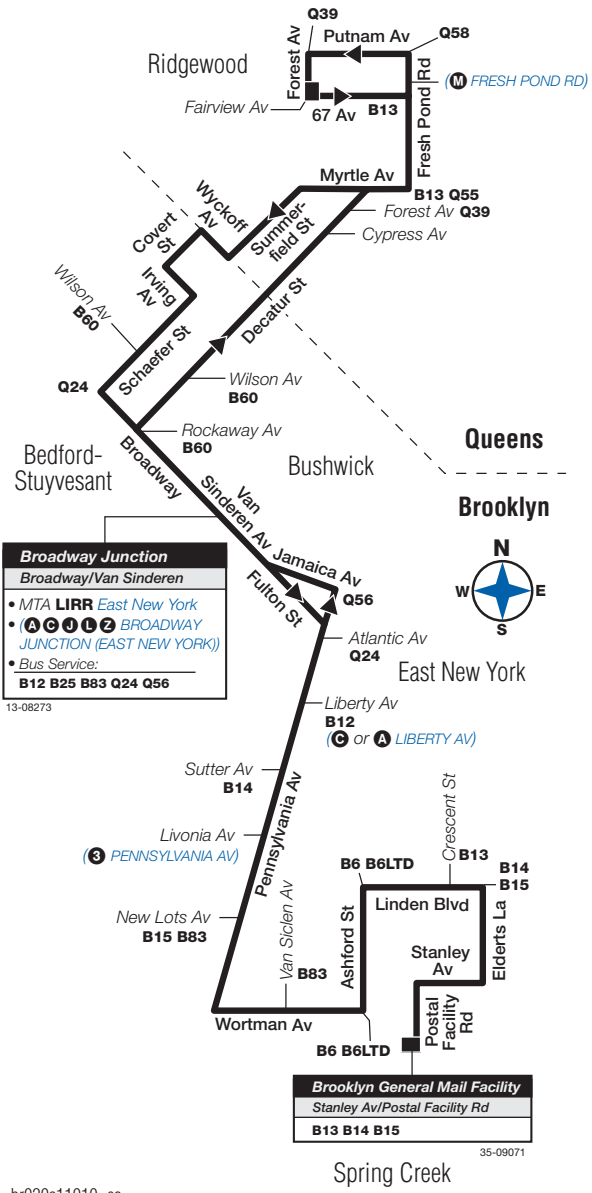 Q39
Putnam Av
Q58
Ridgewood
Forest Av
Fresh Pond Rd
(M FRESH POND RD)
Fairview Av
67 Av
B13
Myrtle Av
B13 Q55
Wyckoff
Av
Summer-
field St
Forest Av Q39
Cypress Av
Covert
St
Irving
Av
Wilson Av
B60
Schaefer St
Decatur St
Q24
Wilson Av
B60
Rockaway Av
B60
Queens
Bedford-
Stuyvesant
Broadway
Bushwick
Brooklyn
Van
Sinderen Av
Jamaica Av
Fulton St
Q56
N
W E
S
Broadway Junction
Broadway/Van Sinderen
• MTA LIRR East New York
• (A C J L Z BROADWAY
JUNCTION (EAST NEW YORK))
• Bus Service:
B12 B25 B83 Q24 Q56
13-08273
Atlantic Av
Q24
East New York
Liberty Av
B12
(C or A LIBERTY AV)
Sutter Av
B14
Pennsylvania Av
Livonia Av
(3 PENNSYLVANIA AV)
Crescent St
B13
B6 B6LTD
B14
B15
Linden Blvd
Ashford St
Elderts La
New Lots Av
B15 B83
Van Siclen Av
B83
Stanley
Av
Wortman Av
Postal
Facility
Rd
B6 B6LTD
Brooklyn General Mail Facility
Stanley Av/Postal Facility Rd
B13 B14 B15
35-09071
Spring Creek